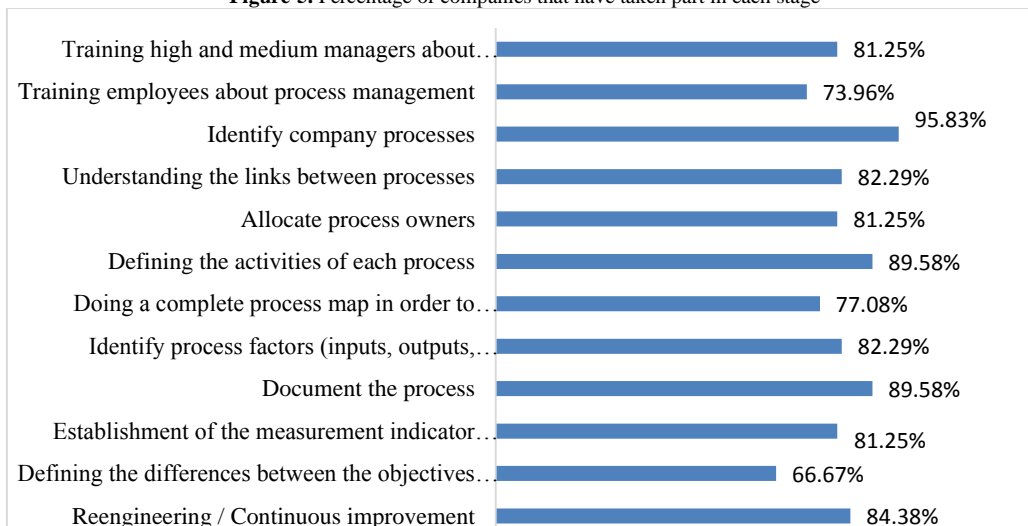 Figure 5. Percentage of companies that have taken part in each stage
Training high and medium managers about… 81.25%
Training employees about process management 73.96%
Identify company processes 95.83%
Understanding the links between processes 82.29%
Allocate process owners 81.25%
Defining the activities of each process 89.58%
Doing a complete process map in order to… 77.08%
Identify process factors (inputs, outputs,… 82.29%
Document the process 89.58%
Establishment of the measurement indicator… 81.25%
Defining the differences between the objectives… 66.67%
Reengineering / Continuous improvement 84.38%